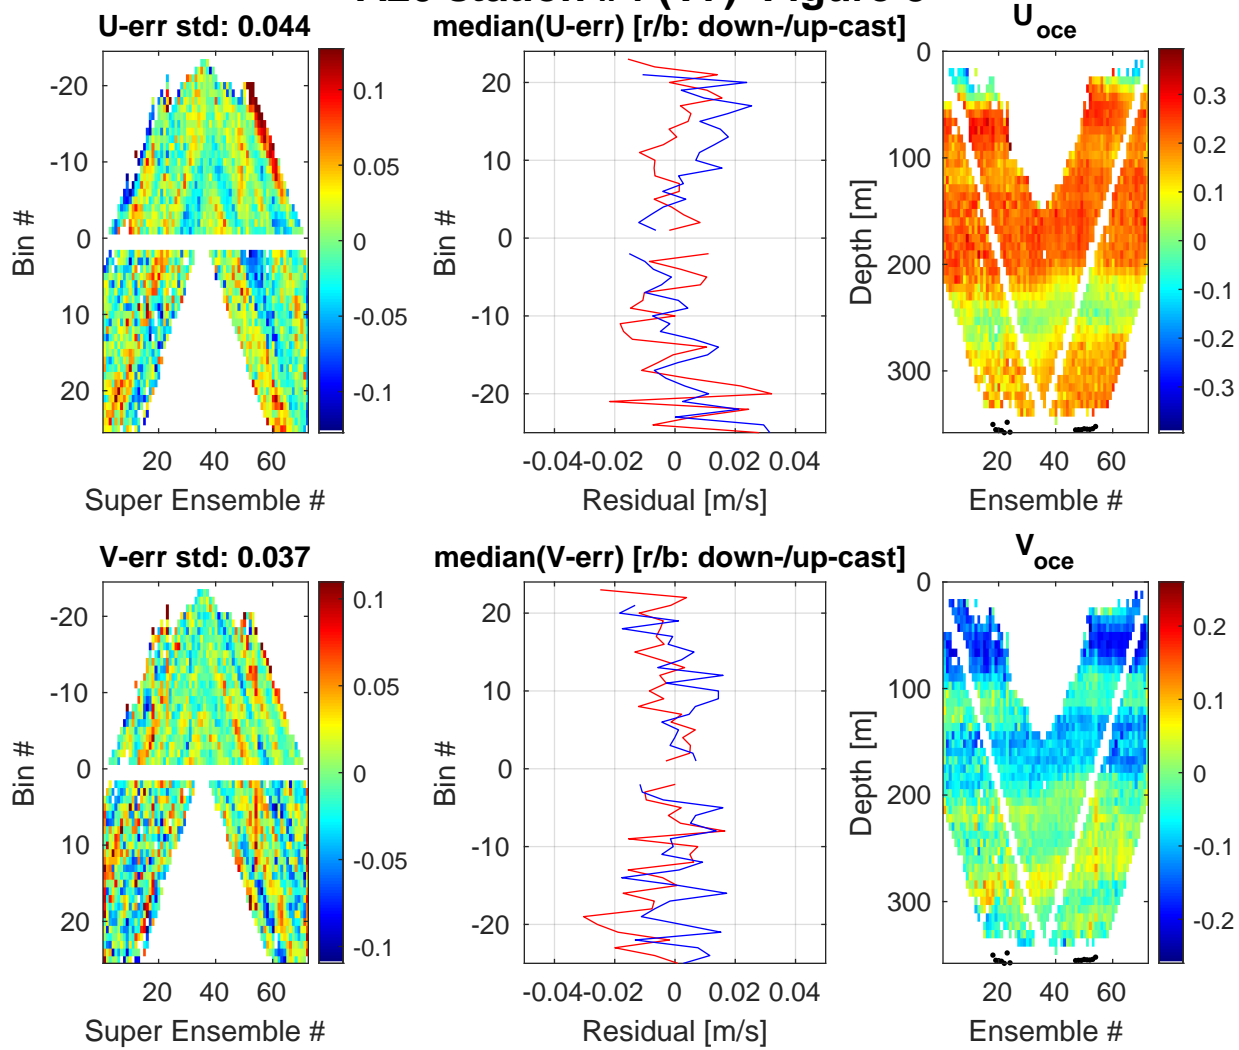 Figure 3
U-err std: 0.044
median(U-err) [r/b: down-/up-cast]
U oce
-20
-10
0
10
20
Bin #
20 40 60
Super Ensemble #
0.1
0.05
0
-0.05
-0.1
20
10
0
-10
-20
Bin #
-0.04 -0.02 0 0.02 0.04
Residual [m/s]
0
100
200
300
Depth [m]
20 40 60
Ensemble #
0.3
0.2
0.1
0
-0.1
-0.2
-0.3
V-err std: 0.037
median(V-err) [r/b: down-/up-cast]
V oce
-20
-10
0
10
20
Bin #
20 40 60
Super Ensemble #
0.1
0.05
0
-0.05
-0.1
20
10
0
-10
-20
Bin #
-0.04 -0.02 0 0.02 0.04
Residual [m/s]
0
100
200
300
Depth [m]
20 40 60
Ensemble #
0.2
0.1
0
-0.1
-0.2